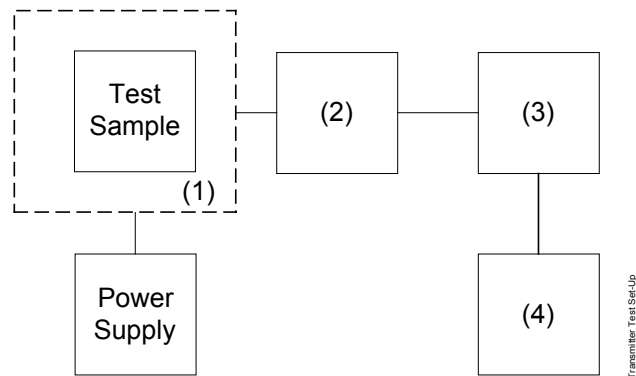 Test
Sample
(1)
(2)
(3)
Power
Supply
(4)
Transmitter Test Set-Up